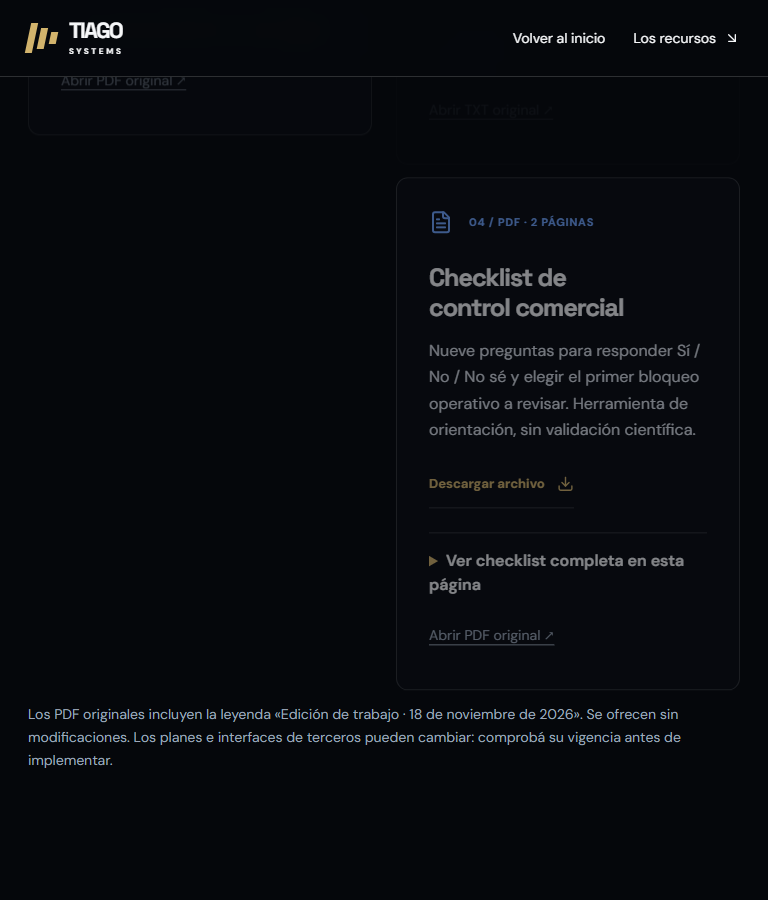 TIAGO
SYSTEMS
Volver al inicio
Los recursos ↘
Abrir PDF original ↗
Abrir TXT original ↗
04 / PDF · 2 PÁGINAS
Checklist de
control comercial
Nueve preguntas para responder Sí /
No / No sé y elegir el primer bloqueo
operativo a revisar. Herramienta de
orientación, sin validación científica.
Descargar archivo
Ver checklist completa en esta
página
Abrir PDF original ↗
Los PDF originales incluyen la leyenda «Edición de trabajo · 18 de noviembre de 2026». Se ofrecen sin
modificaciones. Los planes e interfaces de terceros pueden cambiar: comprobá su vigencia antes de
implementar.